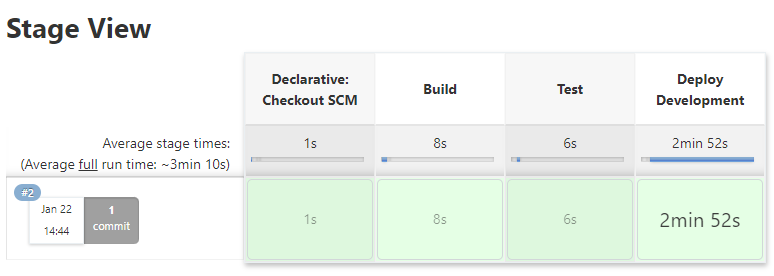 Stage View
Declarative:
Checkout SCM
Build
Test
Deploy
Development
Average stage times:
(Average full run time: ~3min 10s)
1s
8s
6s
2min 52s
#2
Jan 22
14:44
1
commit
1s
8s
6s
2min 52s